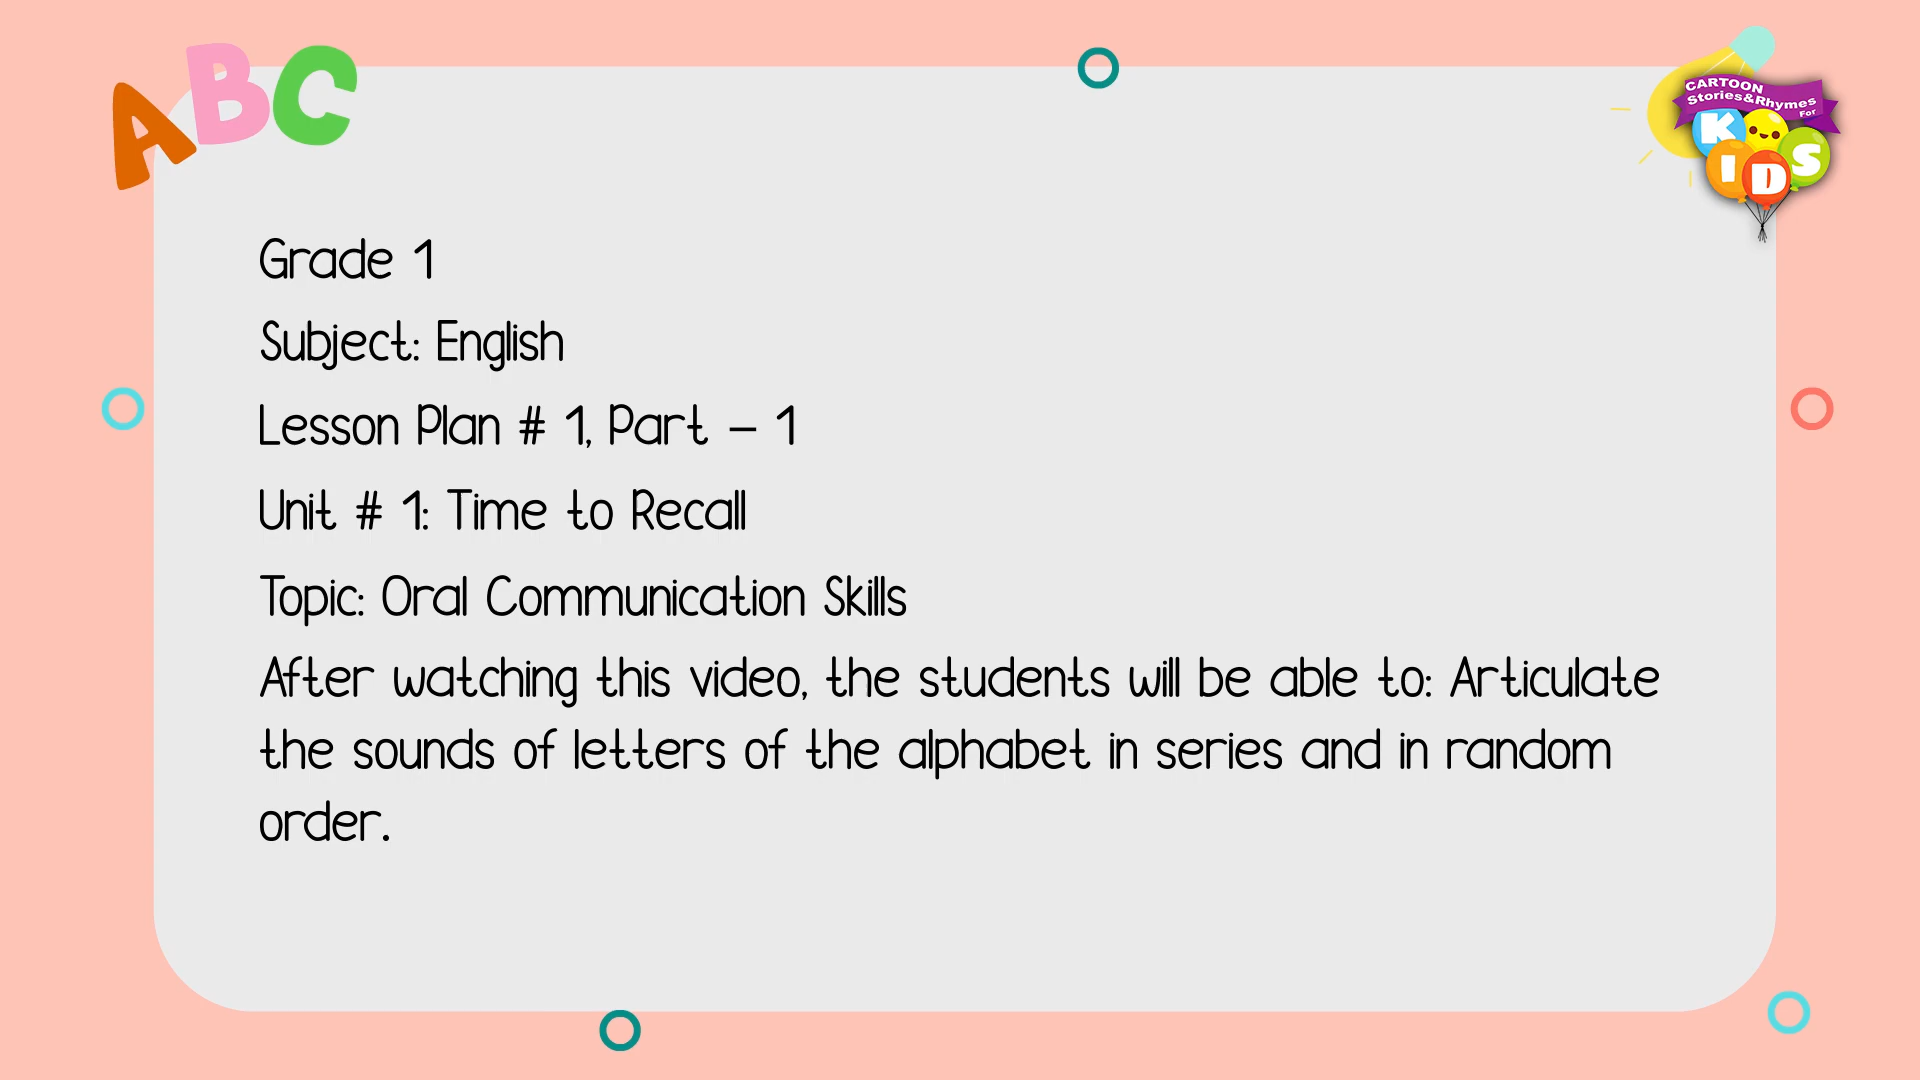 ABC
CARTOON
Stories&Rhymes
For
KIDS
Grade 1
Subject: English
Lesson Plan # 1, Part – 1
Unit # 1: Time to Recall
Topic: Oral Communication Skills
After watching this video, the students will be able to: Articulate
the sounds of letters of the alphabet in series and in random
order.